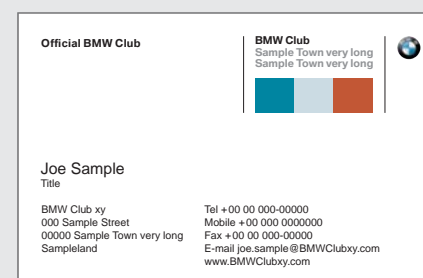 Official BMW Club
BMW Club
Sample Town very long
Sample Town very long
Joe Sample
Title
BMW Club xy
000 Sample Street
00000 Sample Town very long
Sampleland
Tel +00 00 000-00000
Mobile +00 000 0000000
Fax +00 00 000-00000
E-mail joe.sample@BMWClubxy.com
www.BMWClubxy.com